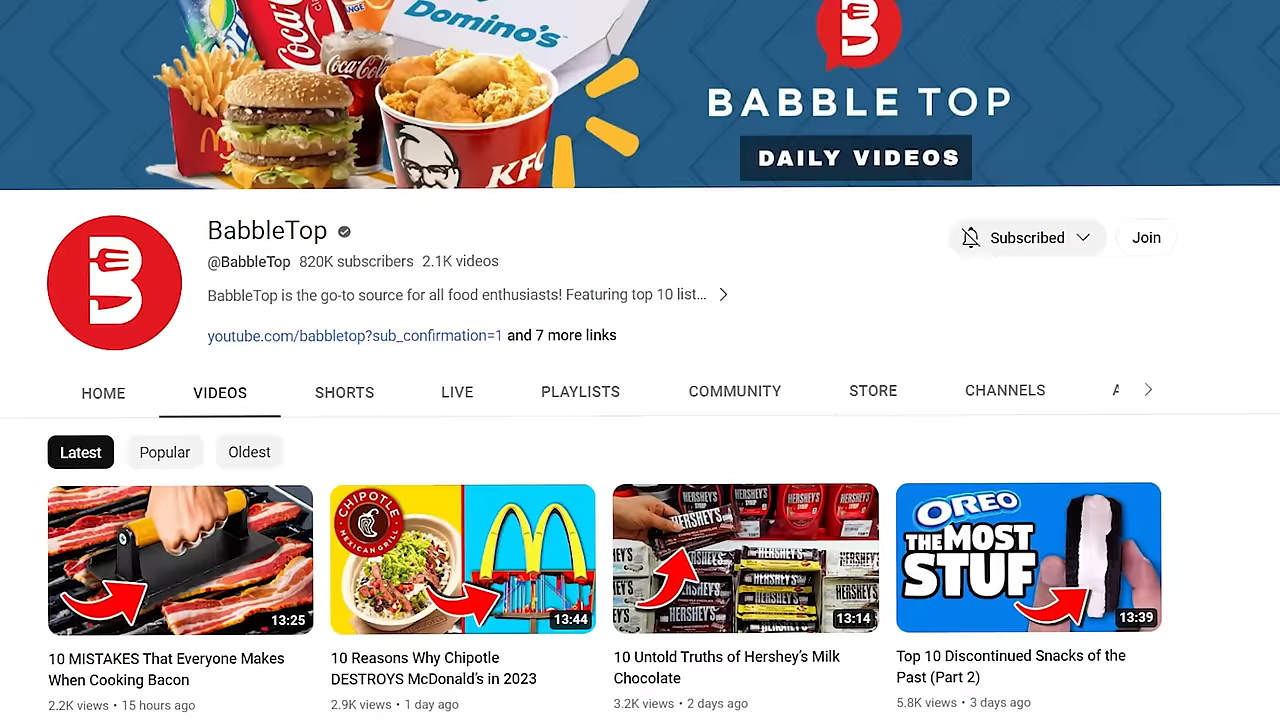 Domino's
Coca-Cola
KFC
B
BABBLE TOP
DAILY VIDEOS
B
BabbleTop
@BabbleTop 820K subscribers 2.1K videos
BabbleTop is the go-to source for all food enthusiasts! Featuring top 10 list...
youtube.com/babbletop?sub_confirmation=1 and 7 more links
Subscribed
Join
HOME VIDEOS SHORTS LIVE PLAYLISTS COMMUNITY STORE CHANNELS
Latest Popular Oldest
13:25
CHIPOTLE
MEXICAN GRILL
13:44
HERSHEY'S
HERSHEY'S
HERSHEY'S
HERSHEY'S
13:14
OREO
THE MOST
STUF
13:39
10 MISTAKES That Everyone Makes
When Cooking Bacon
2.2K views • 15 hours ago
10 Reasons Why Chipotle
DESTROYS McDonald's in 2023
2.9K views • 1 day ago
10 Untold Truths of Hershey's Milk
Chocolate
3.2K views • 2 days ago
Top 10 Discontinued Snacks of the
Past (Part 2)
5.8K views • 3 days ago